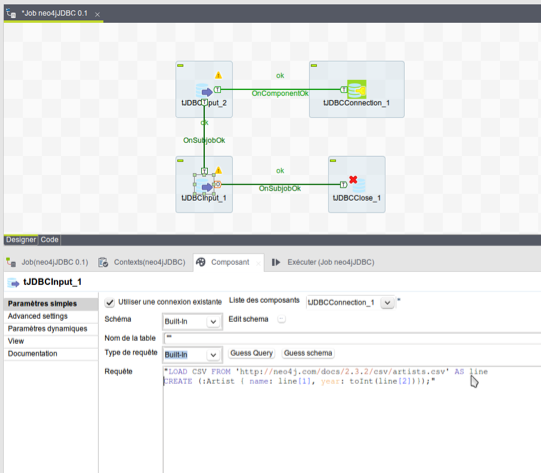 *Job neo4jJDBC 0.1
ok
OnComponentOk
tJDBCInput_2
tJDBCConnection_1
ok
OnSubjobOk
ok
OnSubjobOk
tJDBCInput_1
tJDBCClose_1
Designer Code
Job(neo4jJDBC 0.1) Contexts(neo4jJDBC) Composant Exécuter (Job neo4jJDBC)
tJDBCInput_1
Paramètres simples
Advanced settings
Paramètres dynamiques
View
Documentation
Utiliser une connexion existante Liste des composants tJDBCConnection_1 *
Schéma Built-In Edit schema
Nom de la table ""
Type de requête Built-In Guess Query Guess schema
Requête "LOAD CSV FROM 'http://neo4j.com/docs/2.3.2/csv/artists.csv' AS line
CREATE (:Artist { name: line[1], year: toInt(line[2])});"